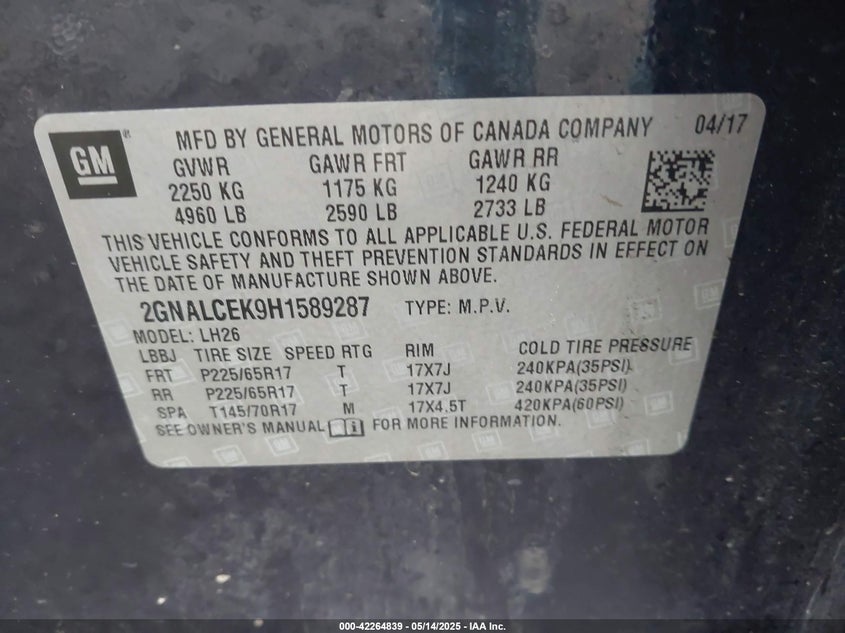 GM
MFD BY GENERAL MOTORS OF CANADA COMPANY 04/17
GVWR GAWR FRT GAWR RR
2250 KG 1175 KG 1240 KG
4960 LB 2590 LB 2733 LB
THIS VEHICLE CONFORMS TO ALL APPLICABLE U.S. FEDERAL MOTOR
VEHICLE SAFETY AND THEFT PREVENTION STANDARDS IN EFFECT ON
THE DATE OF MANUFACTURE SHOWN ABOVE.
2GNALCEK9H1589287 TYPE: M.P.V.
MODEL: LH26
LBBJ TIRE SIZE SPEED RTG RIM COLD TIRE PRESSURE
FRT P225/65R17 T 17X7J 240KPA(35PSI)
RR P225/65R17 T 17X7J 240KPA(35PSI)
SPA T145/70R17 M 17X4.5T 420KPA(60PSI)
SEE OWNER'S MANUAL i FOR MORE INFORMATION.
000-42264839 - 05/14/2025 - IAA Inc.